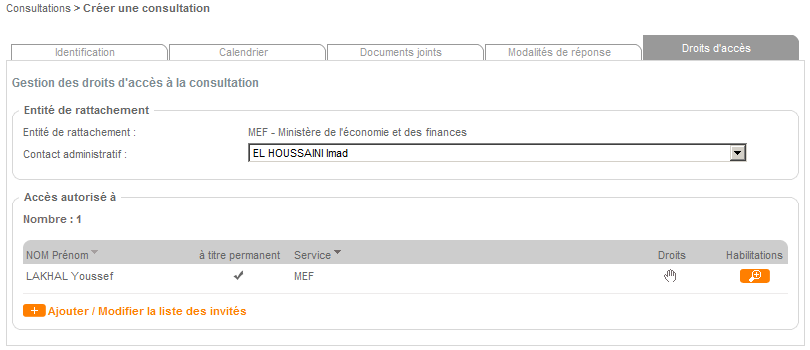 Consultations > Créer une consultation
Identification Calendrier Documents joints Modalités de réponse Droits d'accès
Gestion des droits d'accès à la consultation
Entité de rattachement
Entité de rattachement : MEF - Ministère de l'économie et des finances
Contact administratif : EL HOUSSAINI Imad
Accès autorisé à
Nombre : 1
NOM Prénom à titre permanent Service Droits Habilitations
LAKHAL Youssef MEF
Ajouter / Modifier la liste des invités